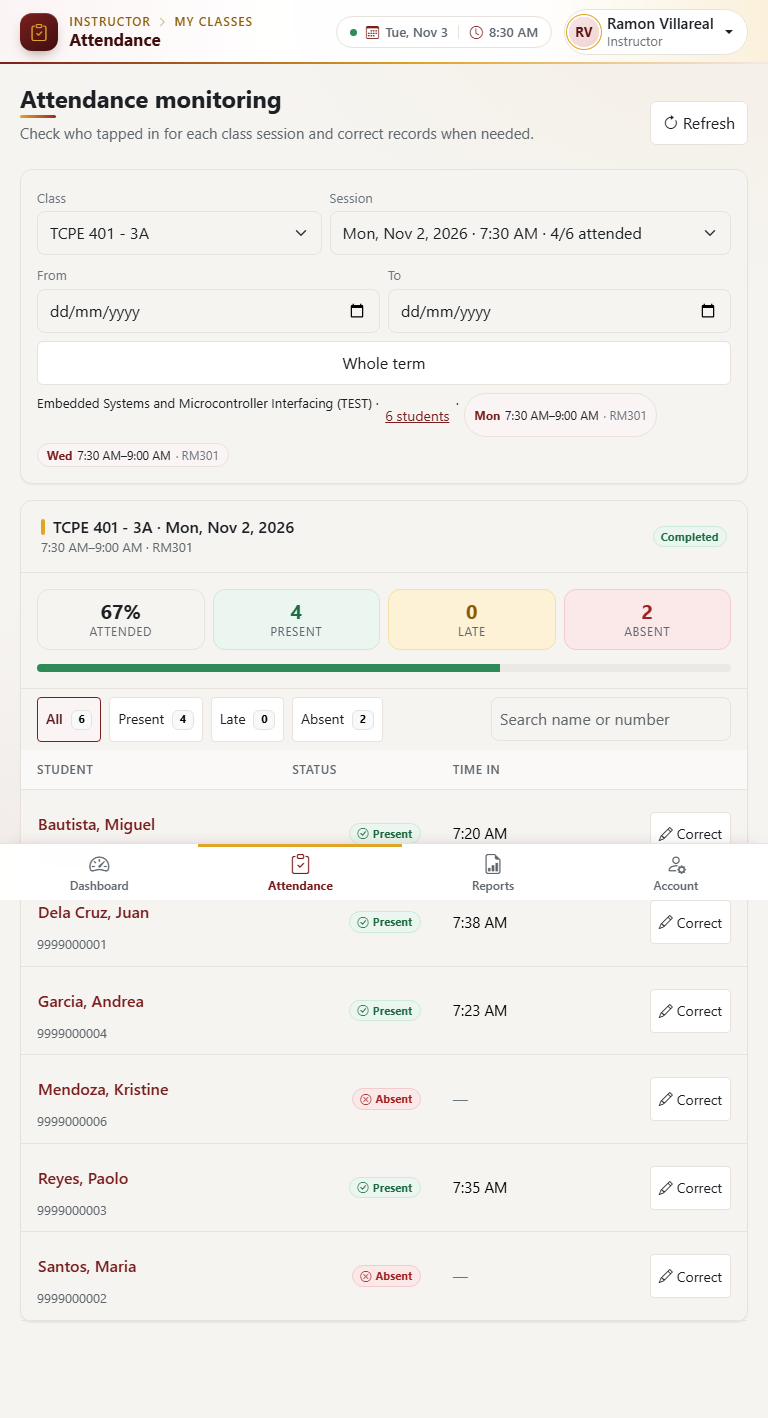 INSTRUCTOR > MY CLASSES
Attendance
Tue, Nov 3 8:30 AM
RV Ramon Villareal
Instructor
Attendance monitoring
Check who tapped in for each class session and correct records when needed.
Refresh
Class Session
TCPE 401 - 3A Mon, Nov 2, 2026 · 7:30 AM · 4/6 attended
From To
dd/mm/yyyy dd/mm/yyyy
Whole term
Embedded Systems and Microcontroller Interfacing (TEST) · 6 students · Mon 7:30 AM–9:00 AM · RM301
Wed 7:30 AM–9:00 AM · RM301
TCPE 401 - 3A · Mon, Nov 2, 2026
7:30 AM–9:00 AM · RM301
Completed
67% 4 0 2
ATTENDED PRESENT LATE ABSENT
All 6 Present 4 Late 0 Absent 2 Search name or number
STUDENT STATUS TIME IN
Bautista, Miguel Present 7:20 AM Correct
Dashboard Attendance Reports Account
Dela Cruz, Juan Present 7:38 AM Correct
9999000001
Garcia, Andrea Present 7:23 AM Correct
9999000004
Mendoza, Kristine Absent — Correct
9999000006
Reyes, Paolo Present 7:35 AM Correct
9999000003
Santos, Maria Absent — Correct
9999000002